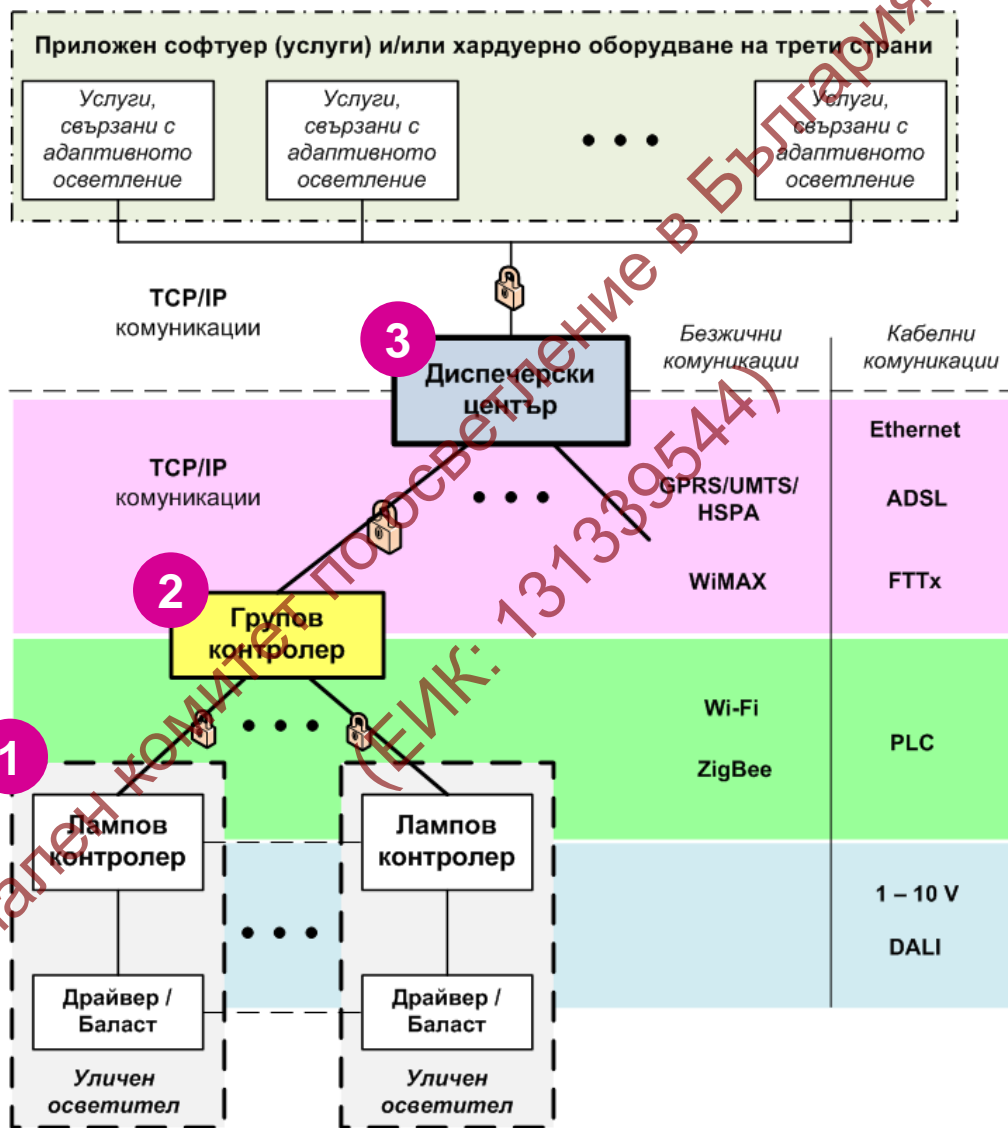 Приложен софтуер (услуги) и/или хардуерно оборудване на трети страни
Услуги,
свързани с
адаптивното
осветление
Услуги,
свързани с
адаптивното
осветление
Услуги,
свързани с
адаптивното
осветление
TCP/IP
комуникации
3
Диспечерски
център
Безжични
комуникации
Кабелни
комуникации
TCP/IP
комуникации
GPRS/UMTS/
HSPA
WiMAX
Ethernet
ADSL
FTTx
2
Групов
контролер
Wi-Fi
ZigBee
PLC
1
Лампов
контролер
Лампов
контролер
1 – 10 V
DALI
Драйвер /
Баласт
Драйвер /
Баласт
Уличен
осветител
Уличен
осветител
комитет по осветление в България
(ЕИК: 131339544)